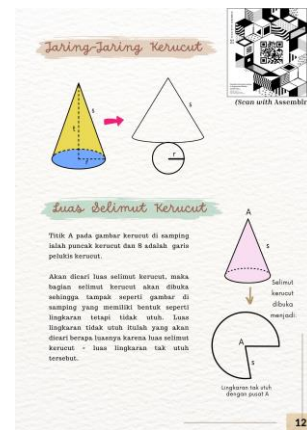 Jaring-Jaring Kerucut
(Scan with Assemblr
s
t
r
s
r
Luas Selimut Kerucut
Titik A pada gambar kerucut di samping
ialah puncak kerucut dan S adalah garis
pelukis kerucut.
Akan dicari luas selimut kerucut, maka
bagian selimut kerucut akan dibuka
sehingga tampak seperti gambar di
samping yang memiliki bentuk seperti
lingkaran tetapi tidak utuh. Luas
lingkaran tidak utuh itulah yang akan
dicari berapa luasnya karena luas selimut
kerucut = luas lingkaran tak utuh
tersebut.
A
s
Selimut
kerucut
dibuka
menjadi:
A
s
Lingkaran tak utuh
dengan pusat A
12